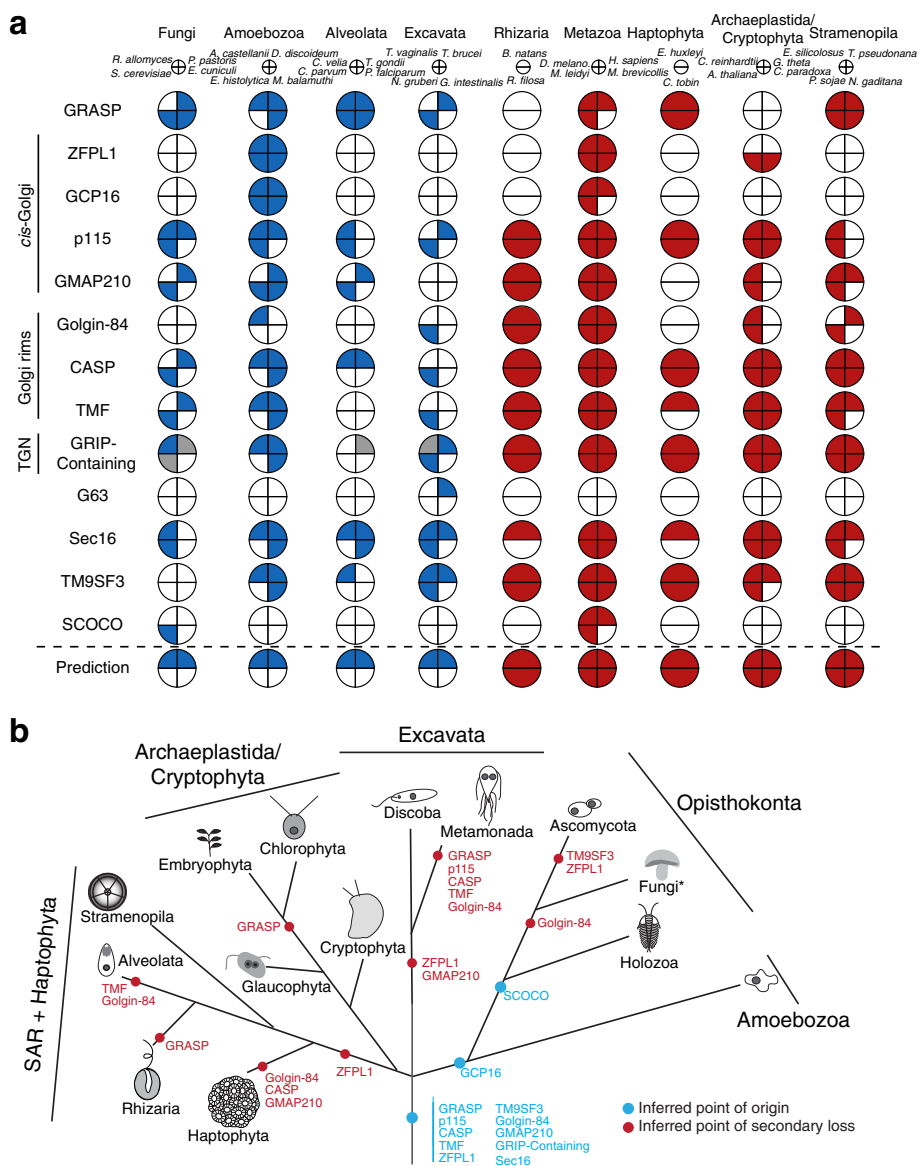 a
Fungi Amoebozoa Alveolata Excavata Rhizaria Metazoa Haptophyta Archaeplastida/ Cryptophyta Stramenopila
R. allomyces P. pastoris
S. cerevisiae E. cuniculi
A. castellanii D. discoideum
E. histolytica M. balamuthi
C. velia T. gondii
C. parvum P. falciparum
T. vaginalis T. brucei
N. gruberi G. intestinalis
B. natans
R. filosa
D. melano. H. sapiens
M. leidyi M. brevicollis
E. huxleyi
C. tobin
C. reinhardtii G. theta
A. thaliana C. paradoxa
E. silicolosus T. pseudonana
P. sojae N. gaditana
GRASP
cis-Golgi
ZFPL1
GCP16
p115
GMAP210
Golgi rims
Golgin-84
CASP
TMF
TGN
GRIP-
Containing
G63
Sec16
TM9SF3
SCOCO
Prediction
b
Excavata
Archaeplastida/
Cryptophyta
Opisthokonta
Amoebozoa
SAR + Haptophyta
Discoba
Metamonada
Ascomycota
Chlorophyta
Embryophyta
Fungi*
Stramenopila
Cryptophyta
Holozoa
Alveolata
Glaucophyta
Rhizaria
Haptophyta
GRASP
p115
CASP
TMF
Golgin-84
TM9SF3
ZFPL1
GRASP
Golgin-84
ZFPL1
GMAP210
SCOCO
TMF
Golgin-84
GRASP
Golgin-84
CASP
GMAP210
ZFPL1
GCP16
GRASP TM9SF3
p115 Golgin-84
CASP GMAP210
TMF GRIP-Containing
ZFPL1 Sec16
Inferred point of origin
Inferred point of secondary loss